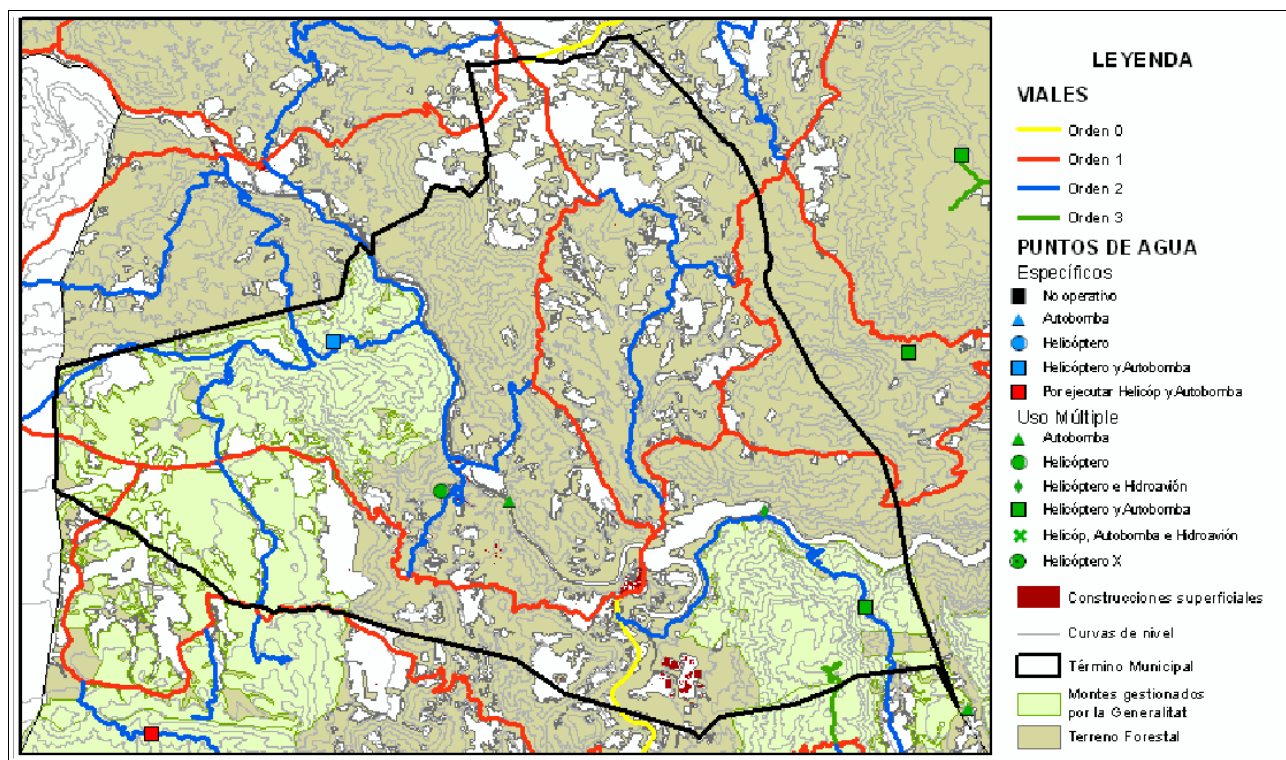 LEYENDA
VIALES
Orden 0
Orden 1
Orden 2
Orden 3
PUNTOS DE AGUA
Específicos
No operativo
Autobomba
Helicóptero
Helicóptero y Autobomba
Por ejecutar Helicóp y Autobomba
Uso Múltiple
Autobomba
Helicóptero
Helicóptero e Hidroavión
Helicóptero y Autobomba
Helicóp, Autobomba e Hidroavión
Helicóptero X
Construcciones superficiales
Curvas de nivel
Término Municipal
Montes gestionados
por la Generalitat
Terreno Forestal